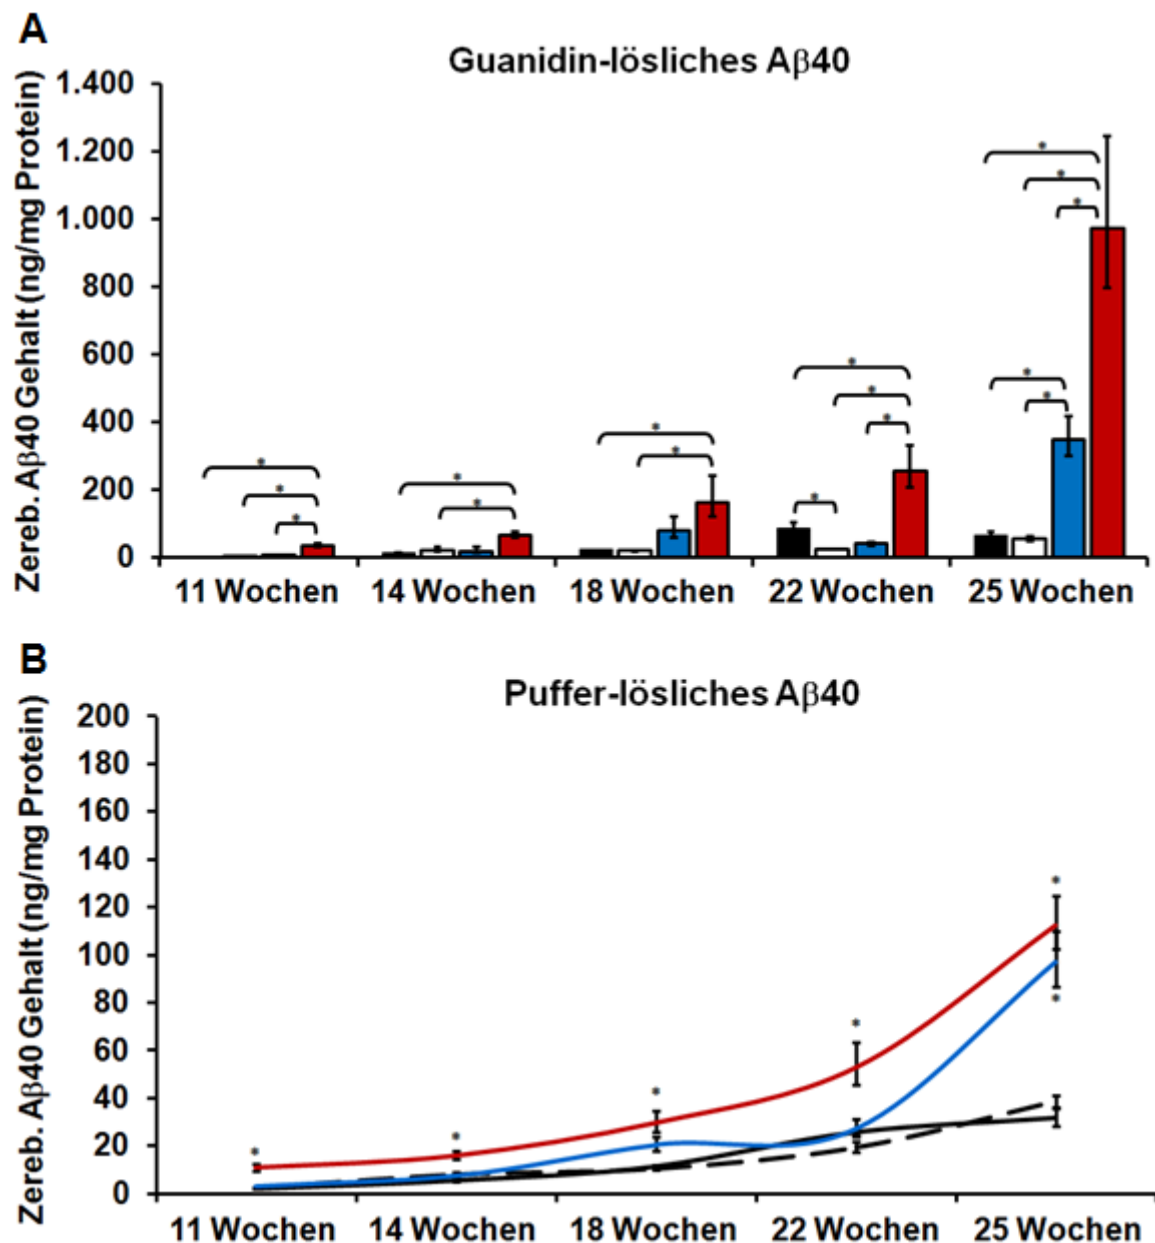 A
Guanidin-lösliches Aβ40
Zereb. Aβ40 Gehalt (ng/mg Protein)
1.400
1.200
1.000
800
600
400
200
0
* * * * * * * * * * * * * * * *
11 Wochen 14 Wochen 18 Wochen 22 Wochen 25 Wochen
B
Puffer-lösliches Aβ40
Zereb. Aβ40 Gehalt (ng/mg Protein)
200
180
160
140
120
100
80
60
40
20
0
* * * * * *
11 Wochen 14 Wochen 18 Wochen 22 Wochen 25 Wochen